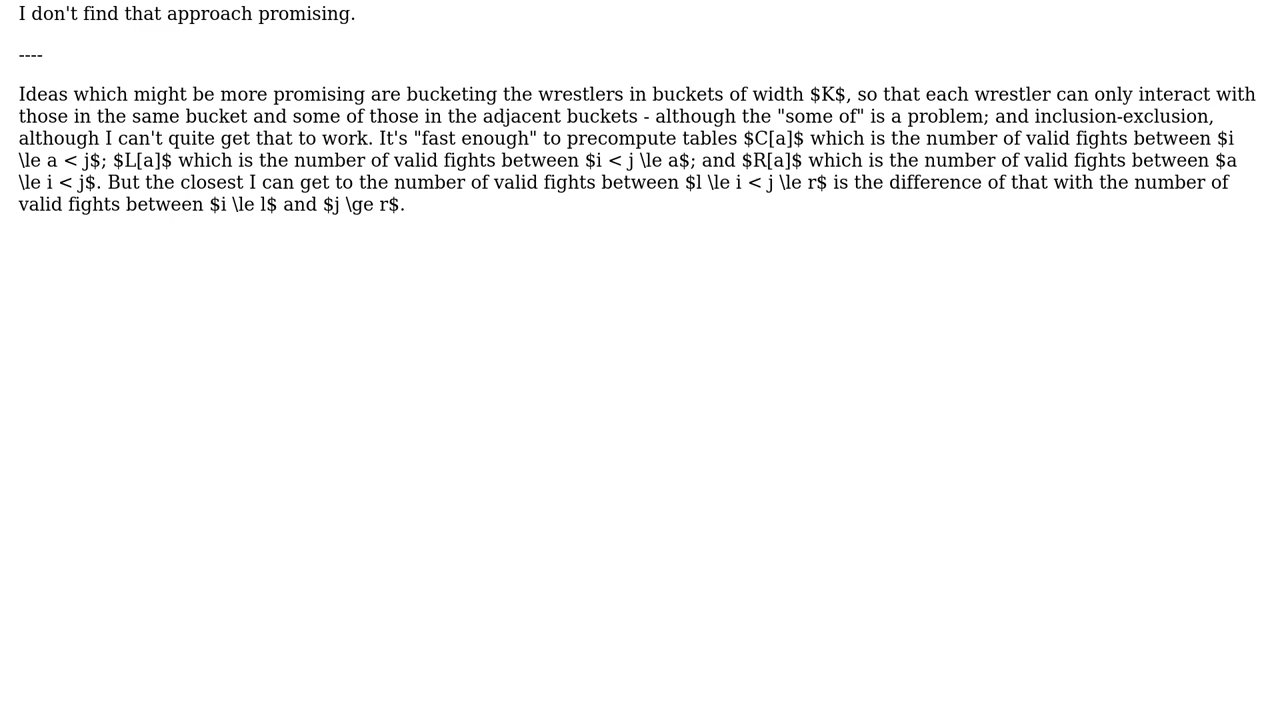 I don't find that approach promising.
----
Ideas which might be more promising are bucketing the wrestlers in buckets of width $K$, so that each wrestler can only interact with
those in the same bucket and some of those in the adjacent buckets - although the "some of" is a problem; and inclusion-exclusion,
although I can't quite get that to work. It's "fast enough" to precompute tables $C[a]$ which is the number of valid fights between $i
\le a < j$; $L[a]$ which is the number of valid fights between $i < j \le a$; and $R[a]$ which is the number of valid fights between $a
\le i < j$. But the closest I can get to the number of valid fights between $l \le i < j \le r$ is the difference of that with the number of
valid fights between $i \le l$ and $j \ge r$.